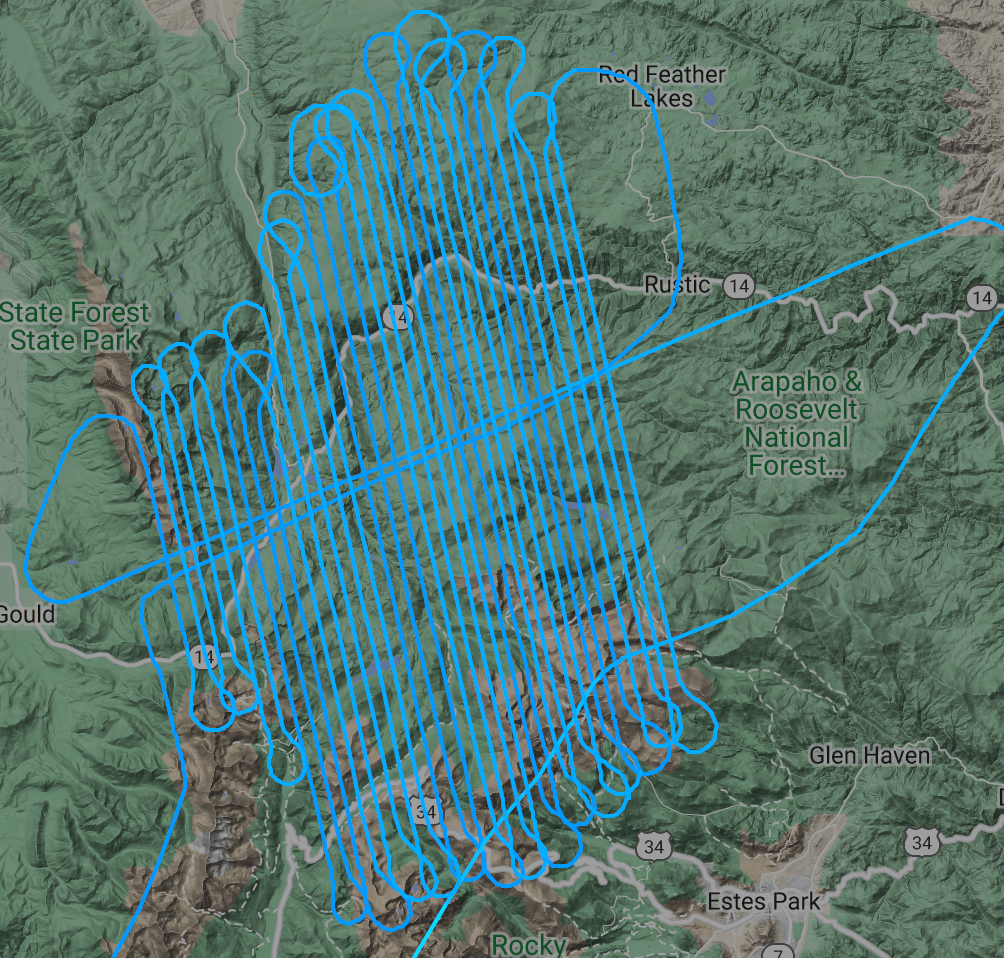 Red Feather
Lakes
Rustic
14
14
14
State Forest
State Park
Arapaho &
Roosevelt
National
Forest...
Gould
14
Glen Haven
34
34
34
Estes Park
Rocky
7